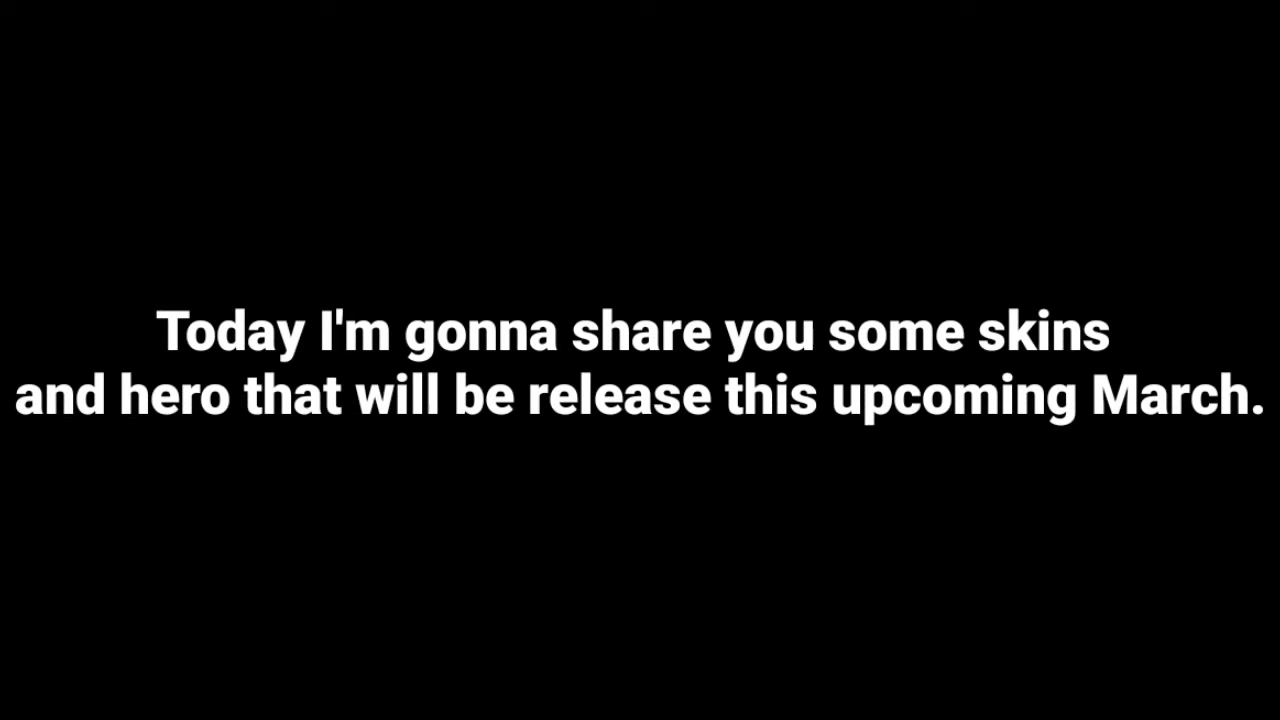 Today I'm gonna share you some skins
and hero that will be release this upcoming March.